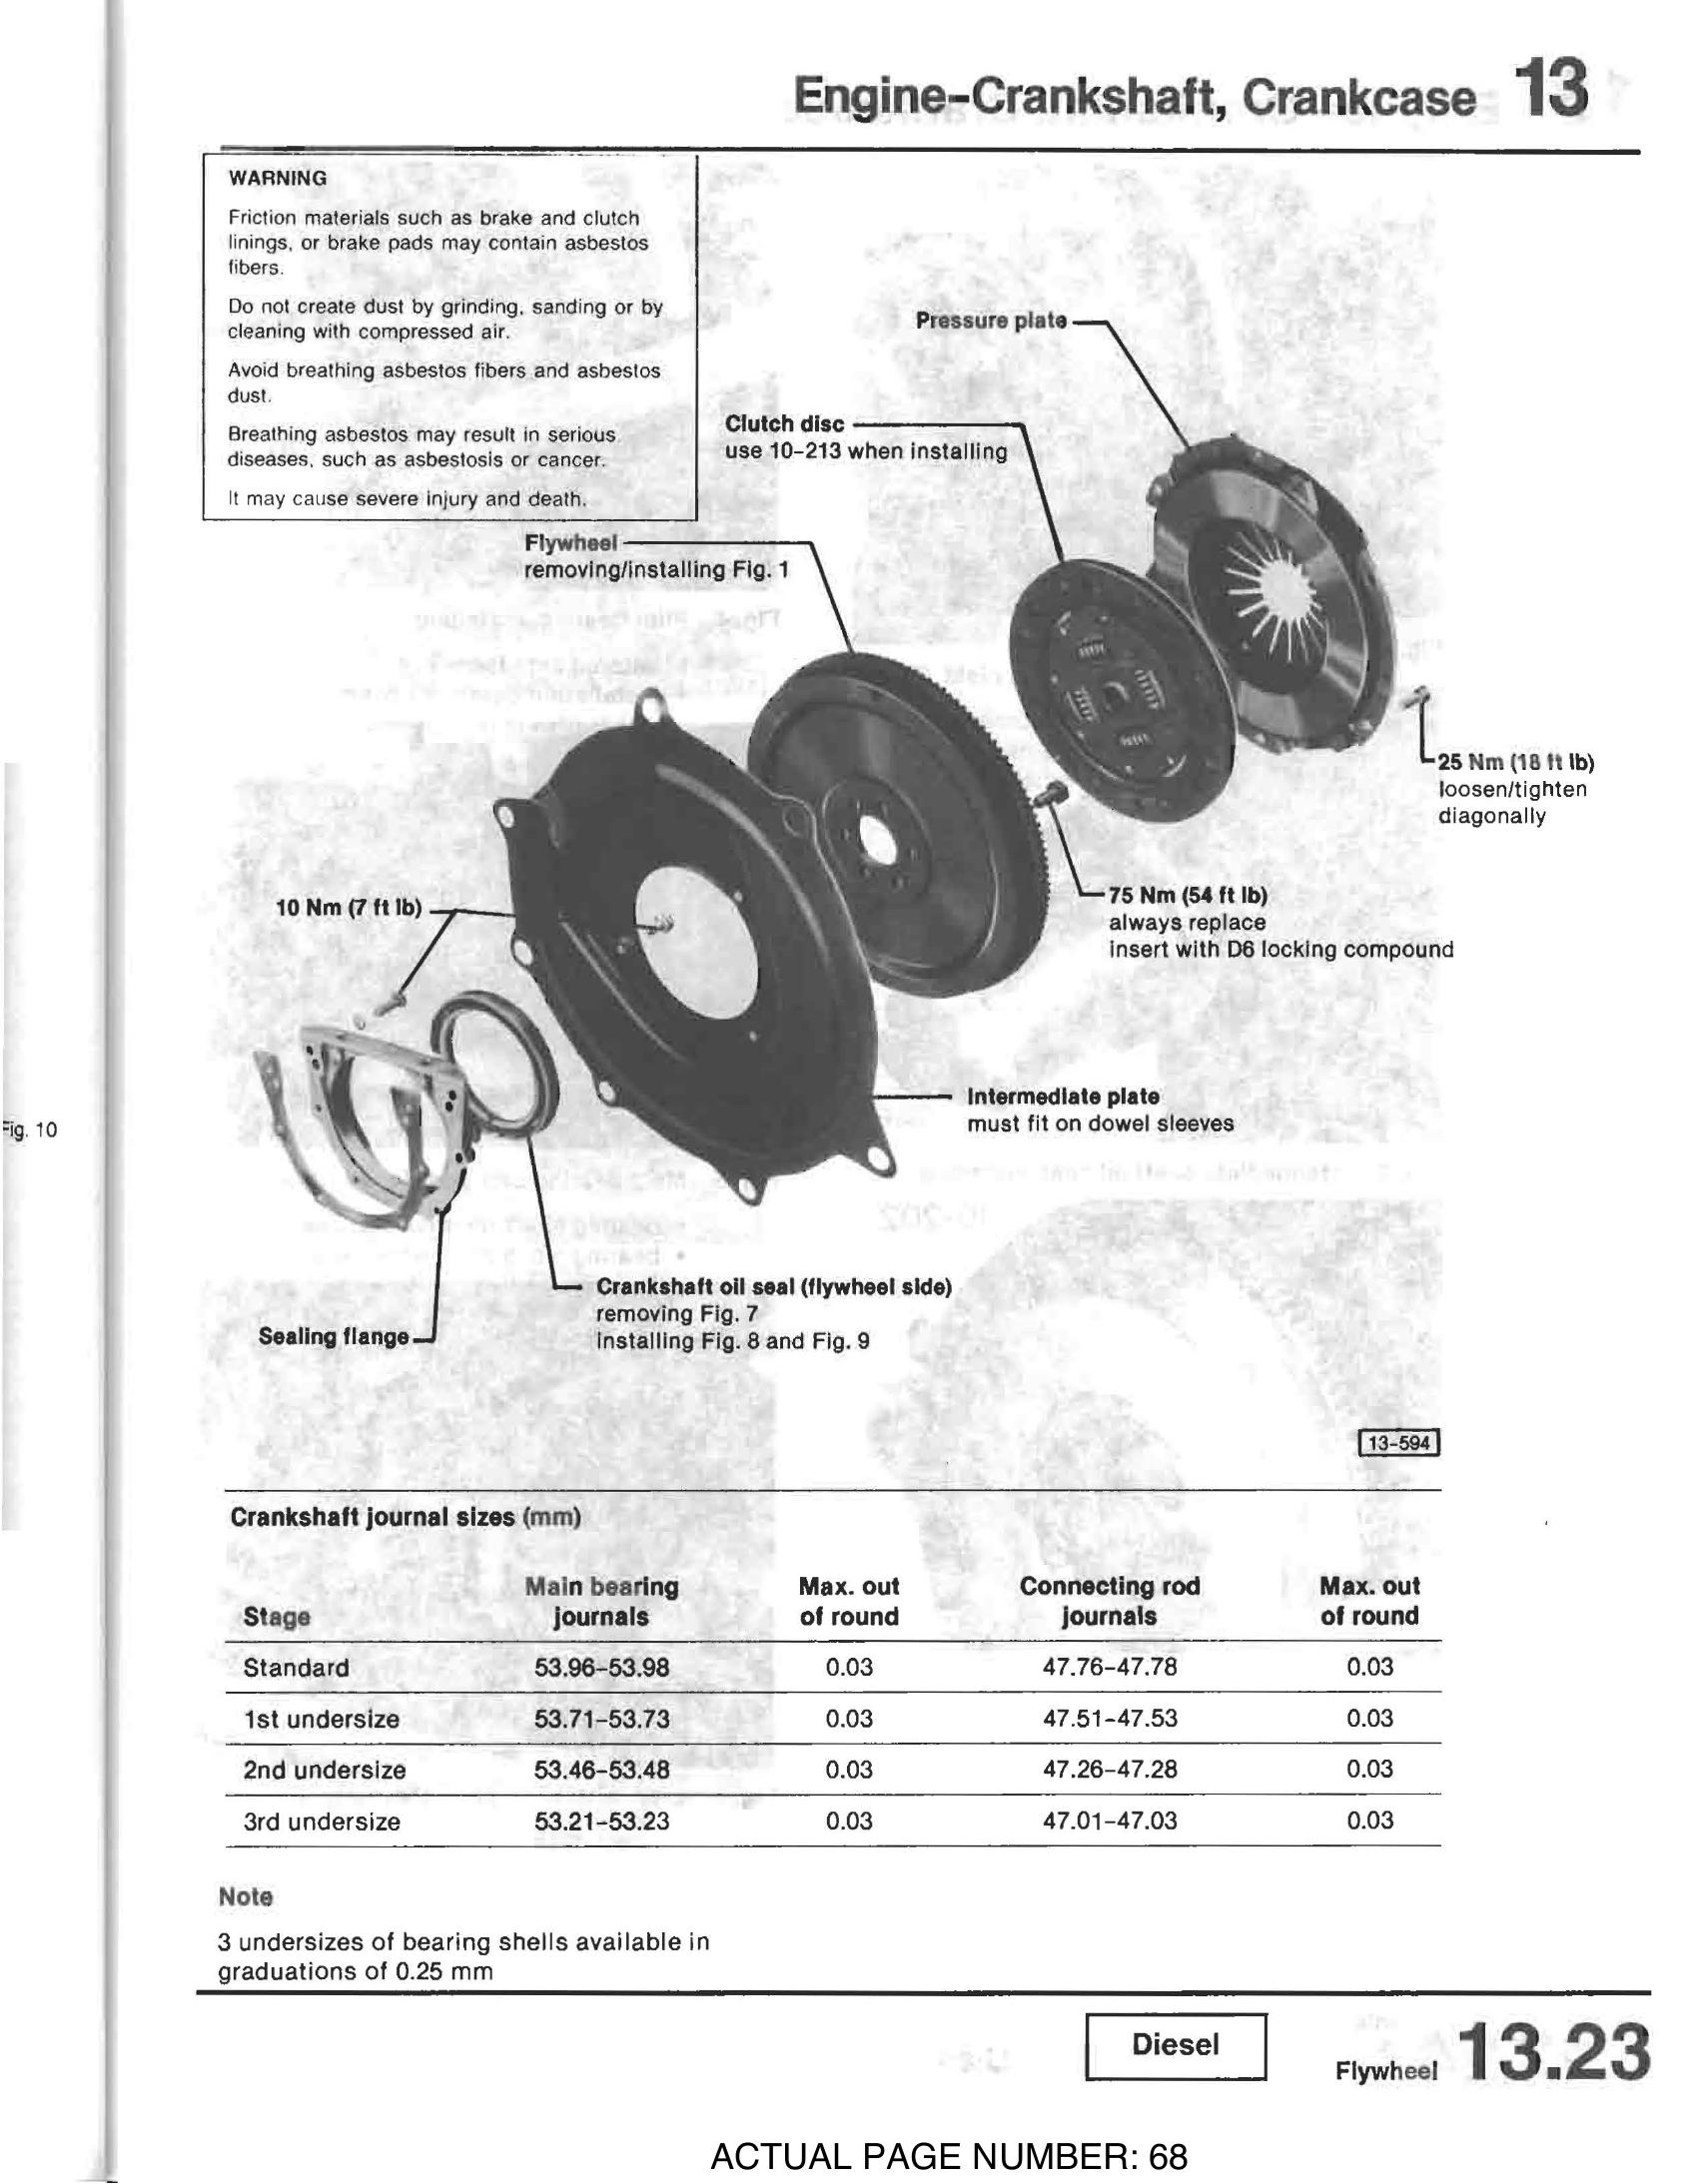 Engine-Crankshaft, Crankcase 13
WARNING
Friction materials such as brake and clutch
linings, or brake pads may contain asbestos
fibers.
Do not create dust by grinding, sanding or by
cleaning with compressed air.
Avoid breathing asbestos fibers and asbestos
dust.
Breathing asbestos may result in serious
diseases, such as asbestosis or cancer.
It may cause severe injury and death.
Pressure plate
Clutch disc
use 10-213 when installing
Flywheel
removing/installing Fig. 1
25 Nm (18 ft lb)
loosen/tighten
diagonally
75 Nm (54 ft lb)
always replace
insert with D6 locking compound
10 Nm (7 ft lb)
Intermediate plate
must fit on dowel sleeves
Fig. 10
Crankshaft oil seal (flywheel side)
removing Fig. 7
installing Fig. 8 and Fig. 9
Sealing flange
13-594
Crankshaft journal sizes (mm)
Main bearing Max. out Connecting rod Max. out
Stage journals of round journals of round
Standard 53.96-53.98 0.03 47.76-47.78 0.03
1st undersize 53.71-53.73 0.03 47.51-47.53 0.03
2nd undersize 53.46-53.48 0.03 47.26-47.28 0.03
3rd undersize 53.21-53.23 0.03 47.01-47.03 0.03
Note
3 undersizes of bearing shells available in
graduations of 0.25 mm
Diesel
Flywheel 13.23
ACTUAL PAGE NUMBER: 68